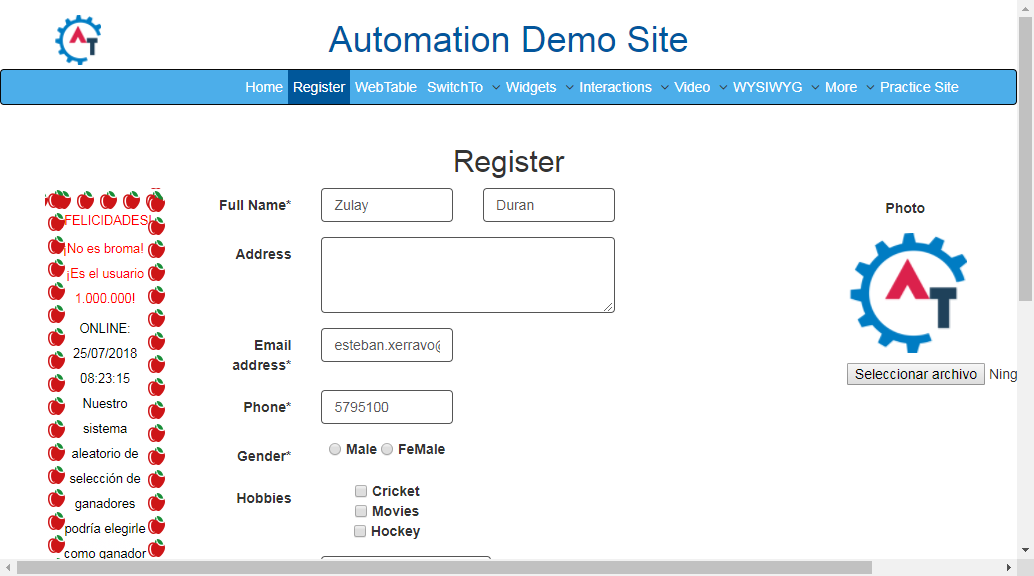 AT
Automation Demo Site
Home Register WebTable SwitchTo Widgets Interactions Video WYSIWYG More Practice Site
Register
Full Name* Zulay Duran
Address
Email address* esteban.xerravo@
Phone* 5795100
Gender* Male FeMale
Hobbies Cricket
Movies
Hockey
¡FELICIDADES!
¡No es broma!
¡Es el usuario
1.000.000!
ONLINE:
25/07/2018
08:23:15
Nuestro
sistema
aleatorio de
selección de
ganadores
podría elegirle
como ganador
Photo
AT
Seleccionar archivo Ning